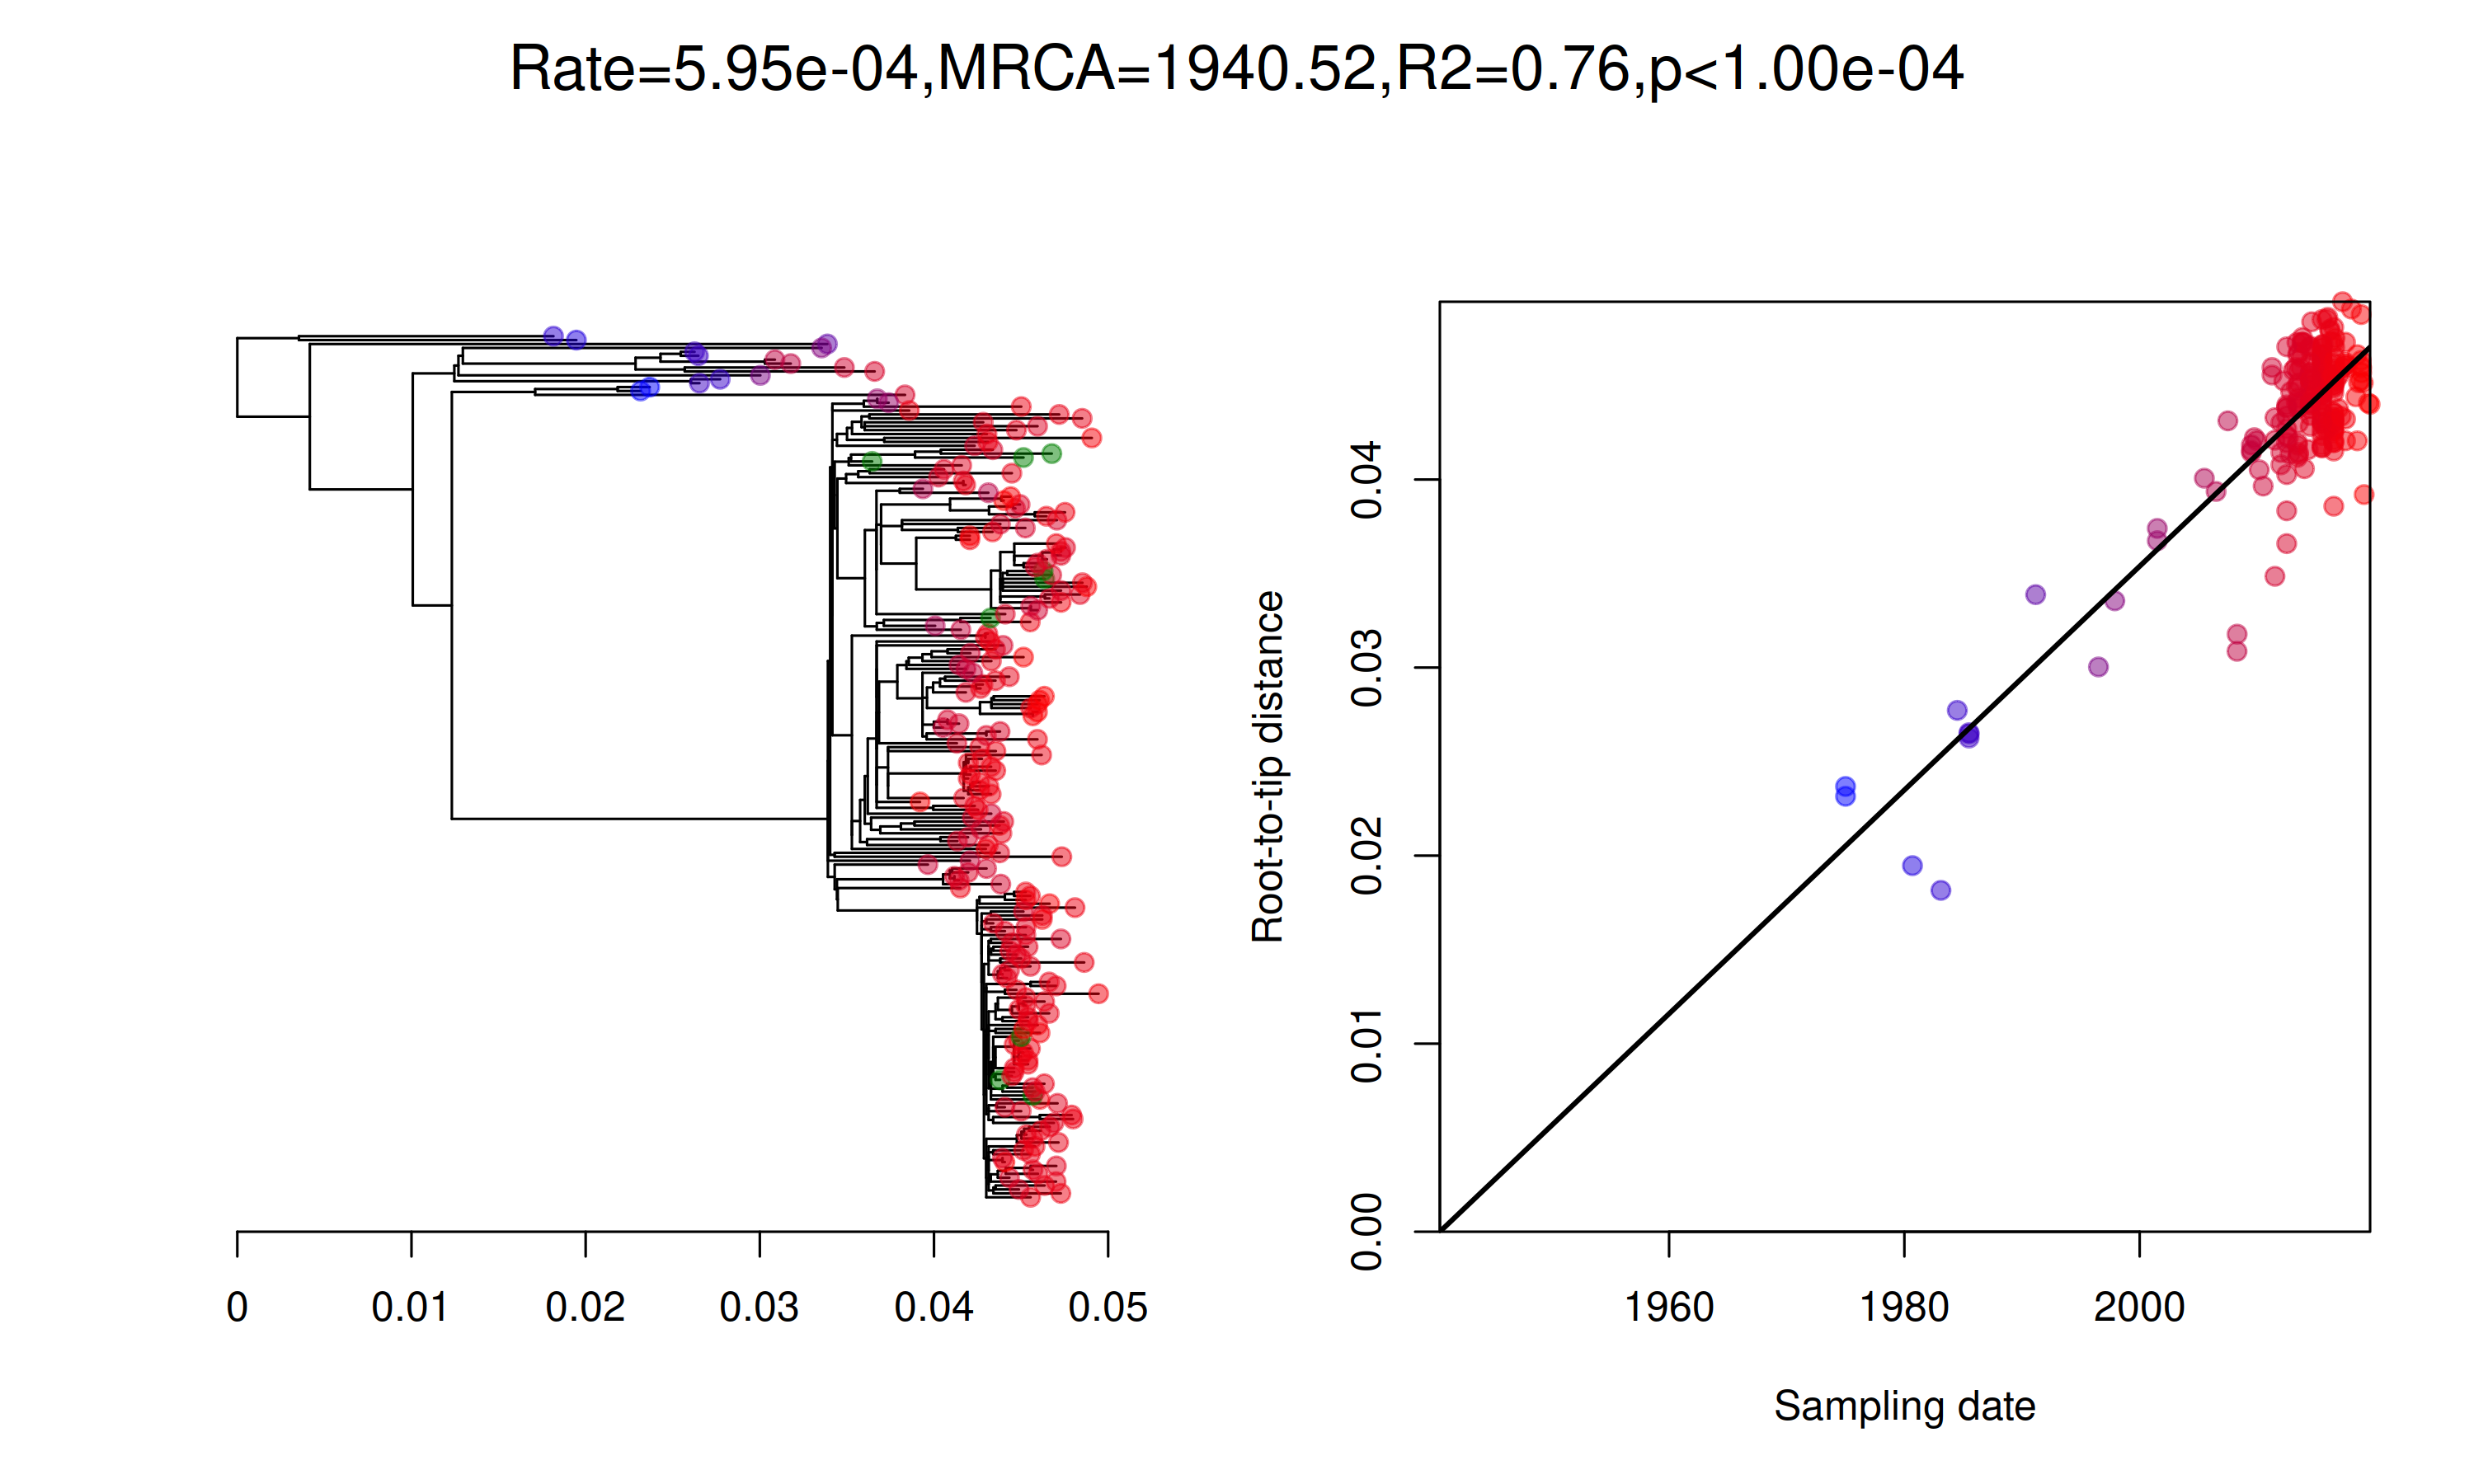 Rate=5.95e-04,MRCA=1940.52,R2=0.76,p<1.00e-04
0 0.01 0.02 0.03 0.04 0.05
Root-to-tip distance
0.00 0.01 0.02 0.03 0.04
1960 1980 2000
Sampling date